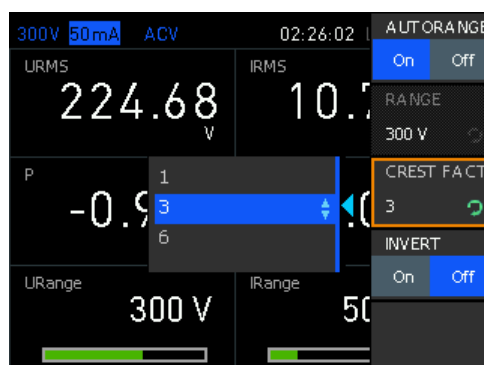 300V 50mA ACV 02:26:02
AUTORANGE
On Off
URMS
224.68
V
IRMS
10.7
RANGE
300 V
P
-0.9
1
3
6
CREST FACT
3
INVERT
On Off
URange
300 V
IRange
50